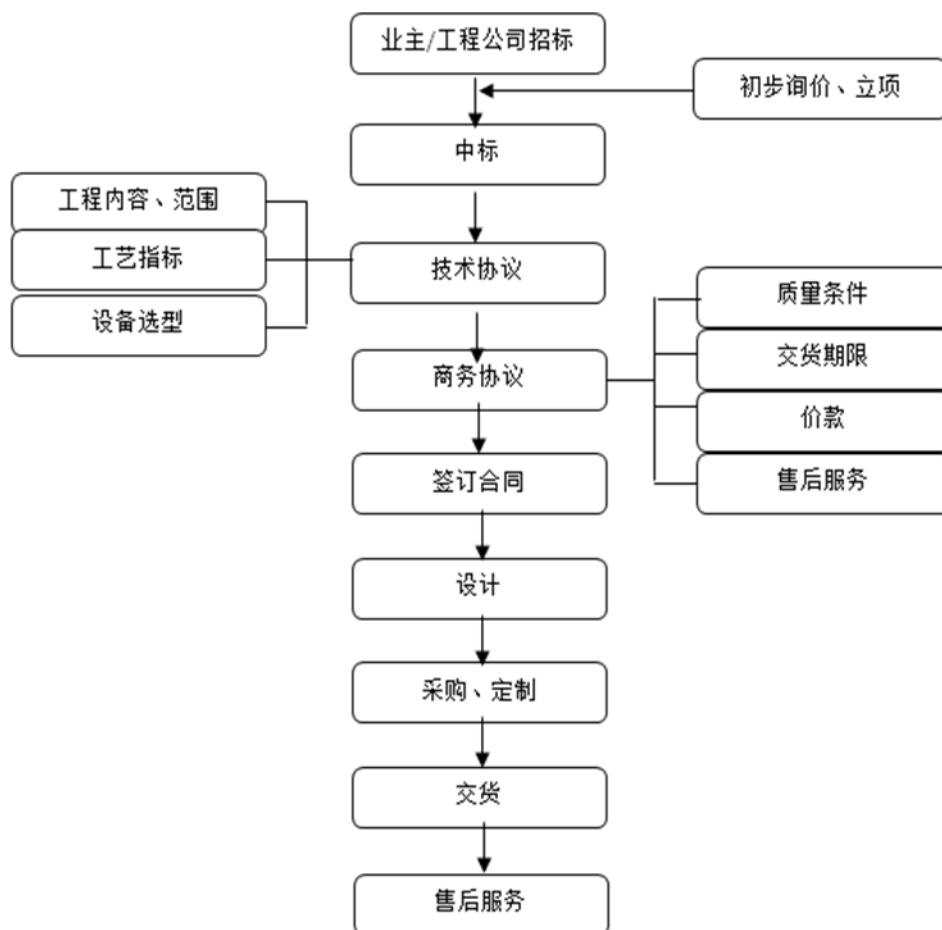 业主/工程公司招标
初步询价、立项
中标
工程内容、范围
工艺指标
设备选型
技术协议
质量条件
交货期限
价款
售后服务
商务协议
签订合同
设计
采购、定制
交货
售后服务